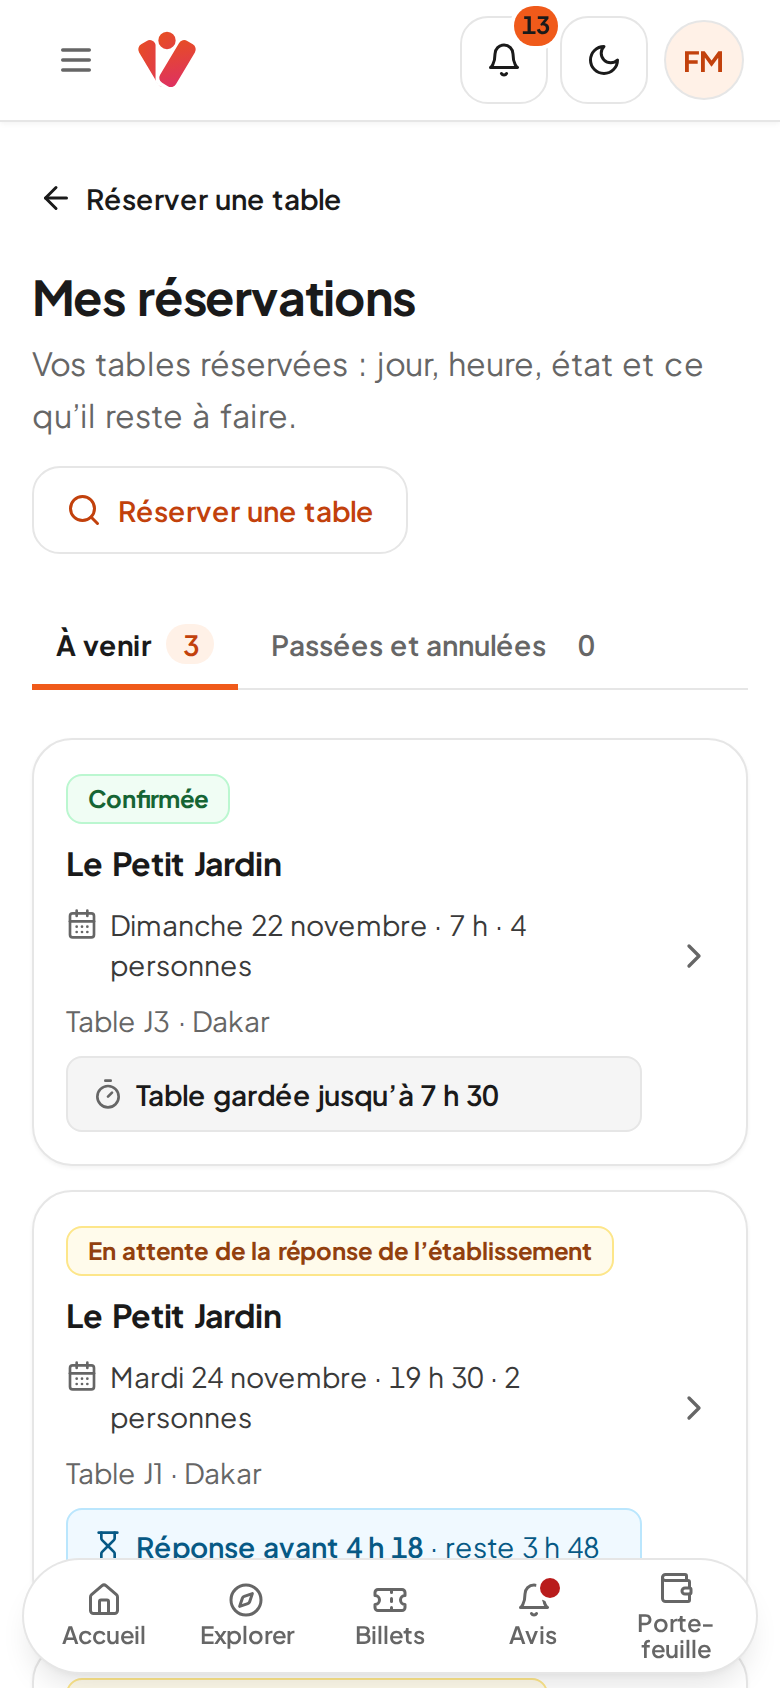 13
FM
Réserver une table
Mes réservations
Vos tables réservées : jour, heure, état et ce
qu’il reste à faire.
Réserver une table
À venir 3 Passées et annulées 0
Confirmée
Le Petit Jardin
Dimanche 22 novembre · 7 h · 4
personnes
Table J3 · Dakar
Table gardée jusqu’à 7 h 30
En attente de la réponse de l’établissement
Le Petit Jardin
Mardi 24 novembre · 19 h 30 · 2
personnes
Table J1 · Dakar
Réponse avant 4 h 18 · reste 3 h 48
Accueil Explorer Billets Avis Porte-
feuille